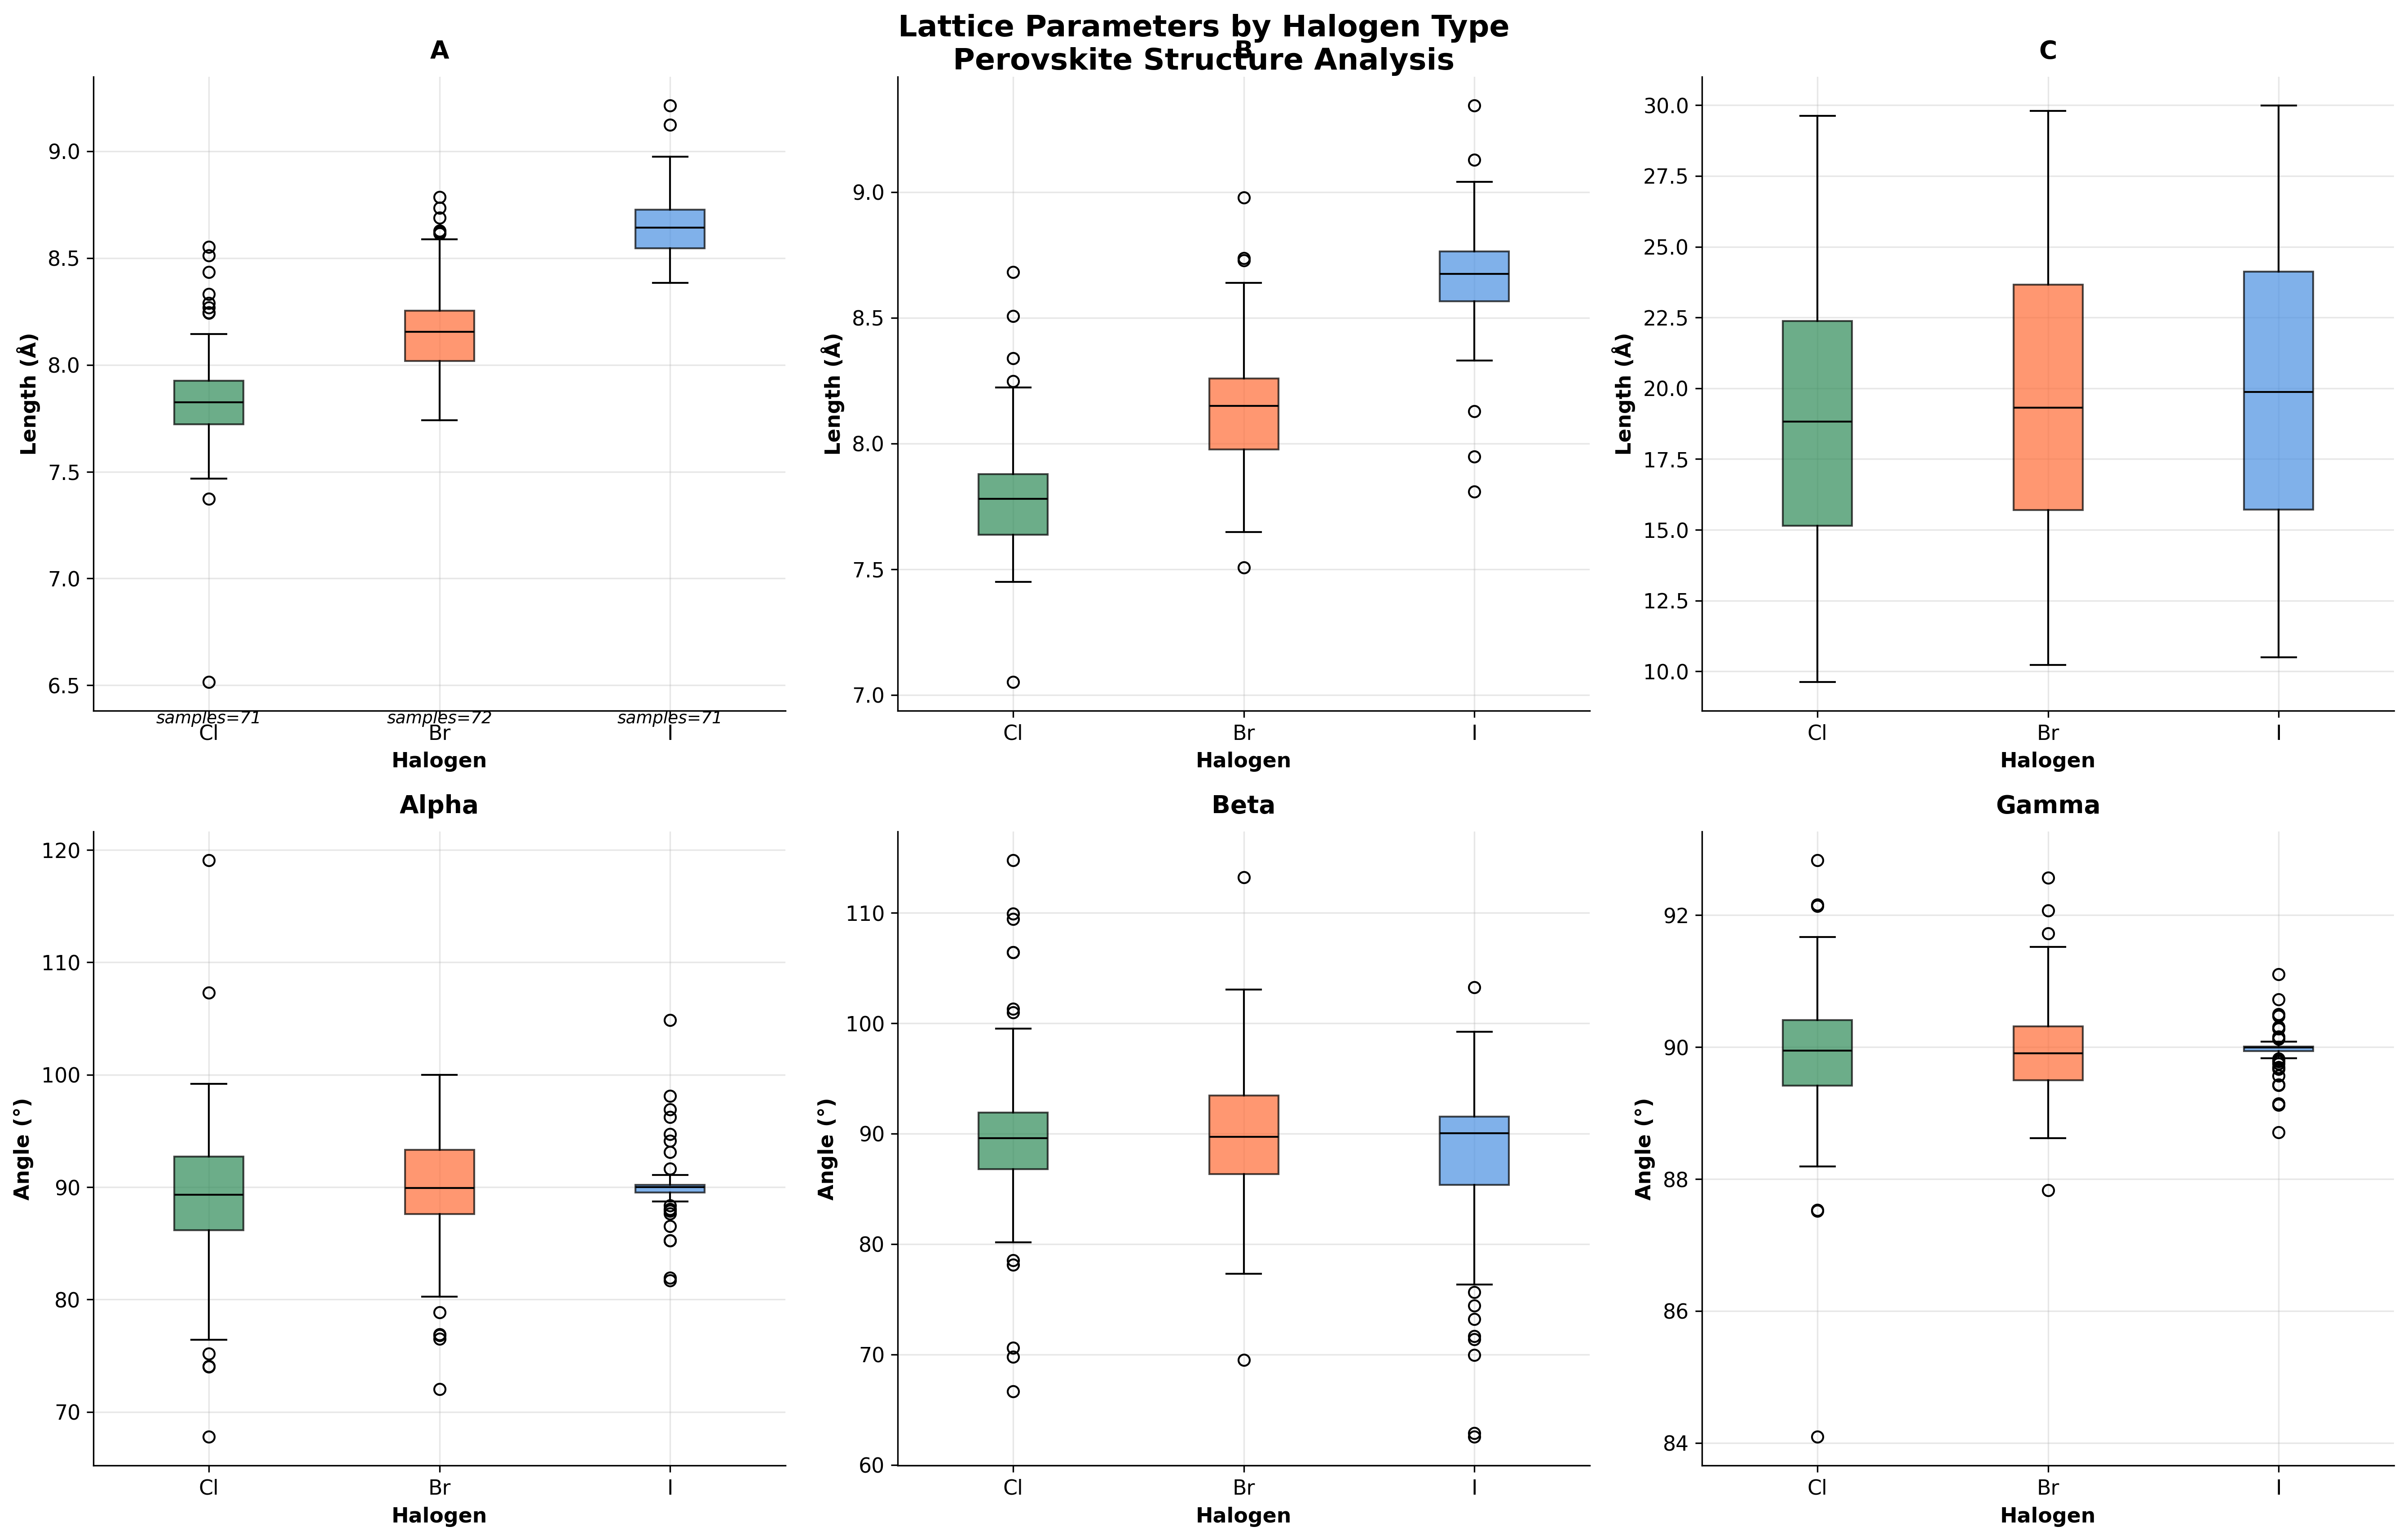 Lattice Parameters by Halogen Type
Perovskite Structure Analysis
A
Length (Å)
9.0
8.5
8.0
7.5
7.0
6.5
samples=71 samples=72 samples=71
Cl Br I
Halogen
B
Length (Å)
9.0
8.5
8.0
7.5
7.0
Cl Br I
Halogen
C
Length (Å)
30.0
27.5
25.0
22.5
20.0
17.5
15.0
12.5
10.0
Cl Br I
Halogen
Alpha
Angle (°)
120
110
100
90
80
70
Cl Br I
Halogen
Beta
Angle (°)
110
100
90
80
70
60
Cl Br I
Halogen
Gamma
Angle (°)
92
90
88
86
84
Cl Br I
Halogen